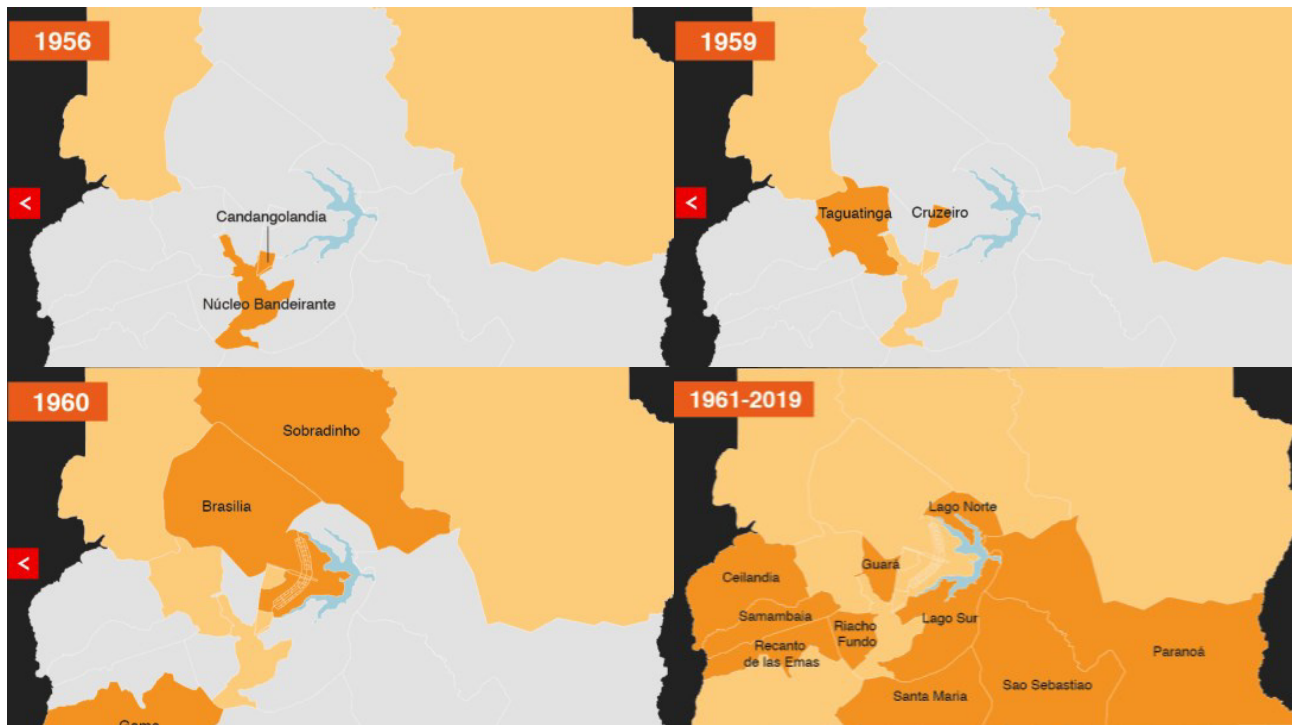 1956
<
Candangolandia
Núcleo Bandeirante
1959
<
Taguatinga
Cruzeiro
1960
<
Sobradinho
Brasilia
Gama
1961-2019
Lago Norte
Guará
Ceilandia
Samambaia
Riacho
Fundo
Lago Sur
Recanto
de las Emas
Paranoá
Santa Maria
Sao Sebastiao